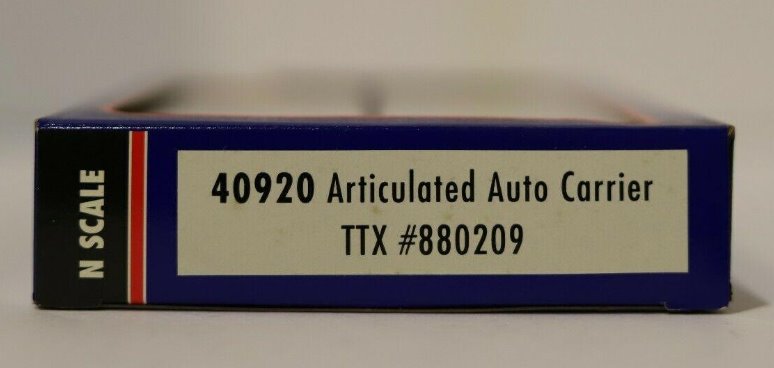 N SCALE
40920 Articulated Auto Carrier
TTX #880209